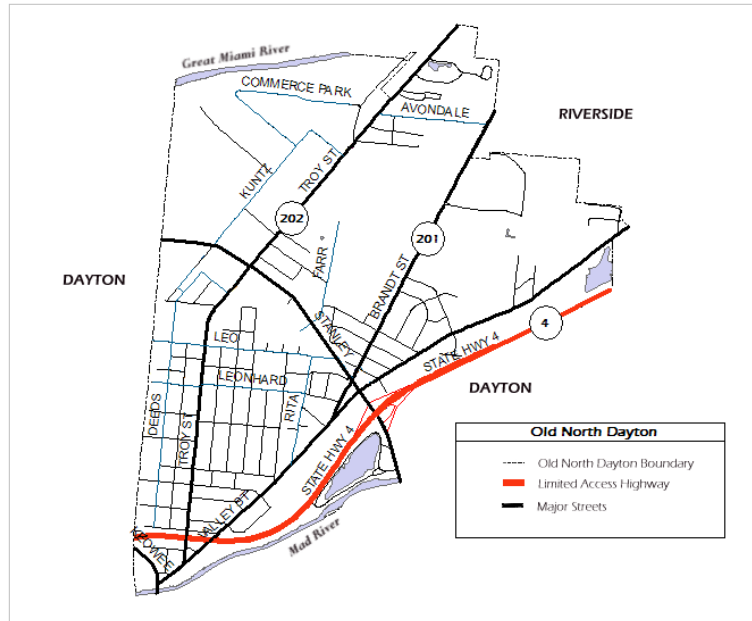 Great Miami River
COMMERCE PARK
AVONDALE
RIVERSIDE
KUNTZ
TROY ST
202
201
FARR
DAYTON
BRANDT ST
STANLEY
4
LEO
STATE HWY 4
LEONHARD
DAYTON
RITA
DEEDS
TROY ST
STATE HWY 4
VALLEY ST
KEOWEE
Mad River
Old North Dayton
Old North Dayton Boundary
Limited Access Highway
Major Streets